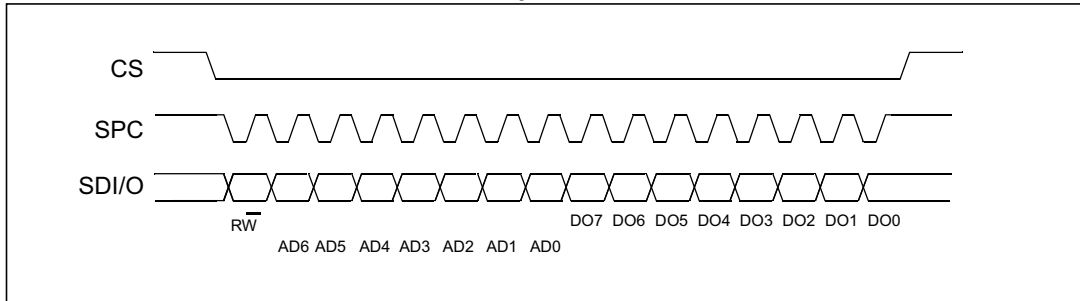 CS
SPC
SDI/O
RW
DO7 DO6 DO5 DO4 DO3 DO2 DO1 DO0
AD6 AD5 AD4 AD3 AD2 AD1 AD0